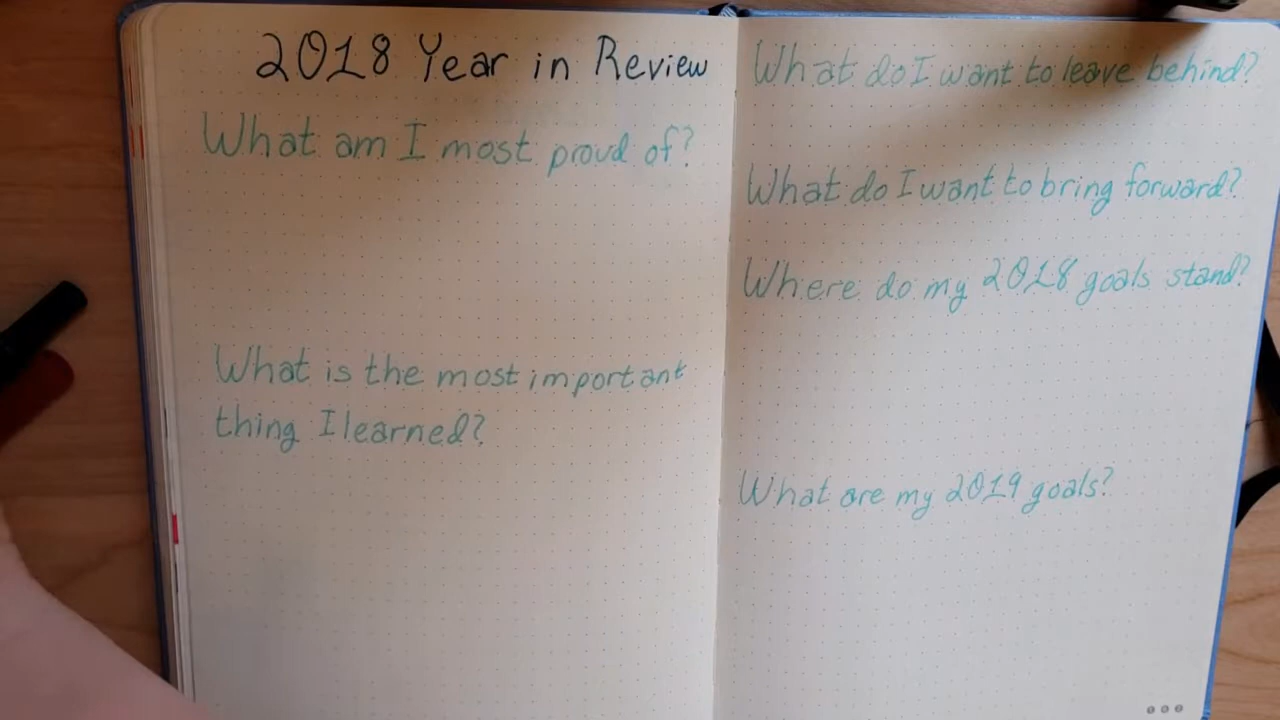 2018 Year in Review
What am I most proud of?
What is the most important
thing I learned?
What do I want to leave behind?
What do I want to bring forward?
Where do my 2018 goals stand?
What are my 2019 goals?